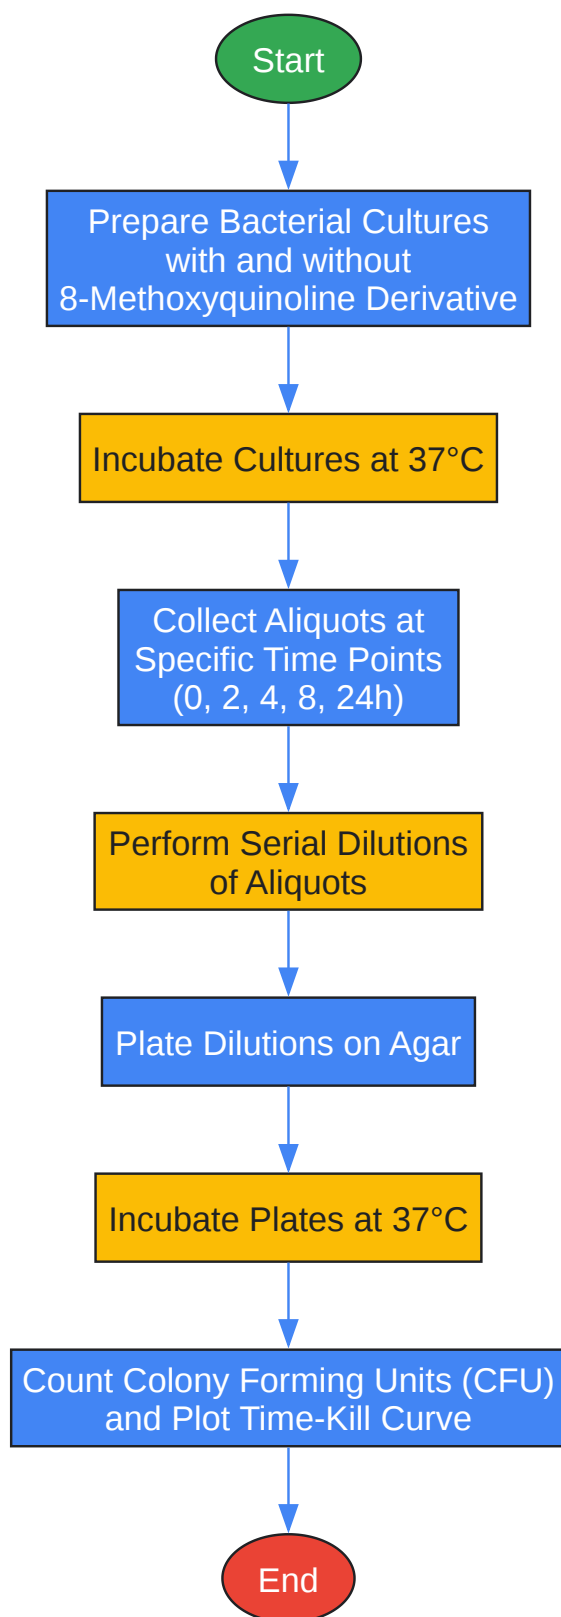 Start
Prepare Bacterial Cultures
with and without
8-Methoxyquinoline Derivative
Incubate Cultures at 37°C
Collect Aliquots at
Specific Time Points
(0, 2, 4, 8, 24h)
Perform Serial Dilutions
of Aliquots
Plate Dilutions on Agar
Incubate Plates at 37°C
Count Colony Forming Units (CFU)
and Plot Time-Kill Curve
End